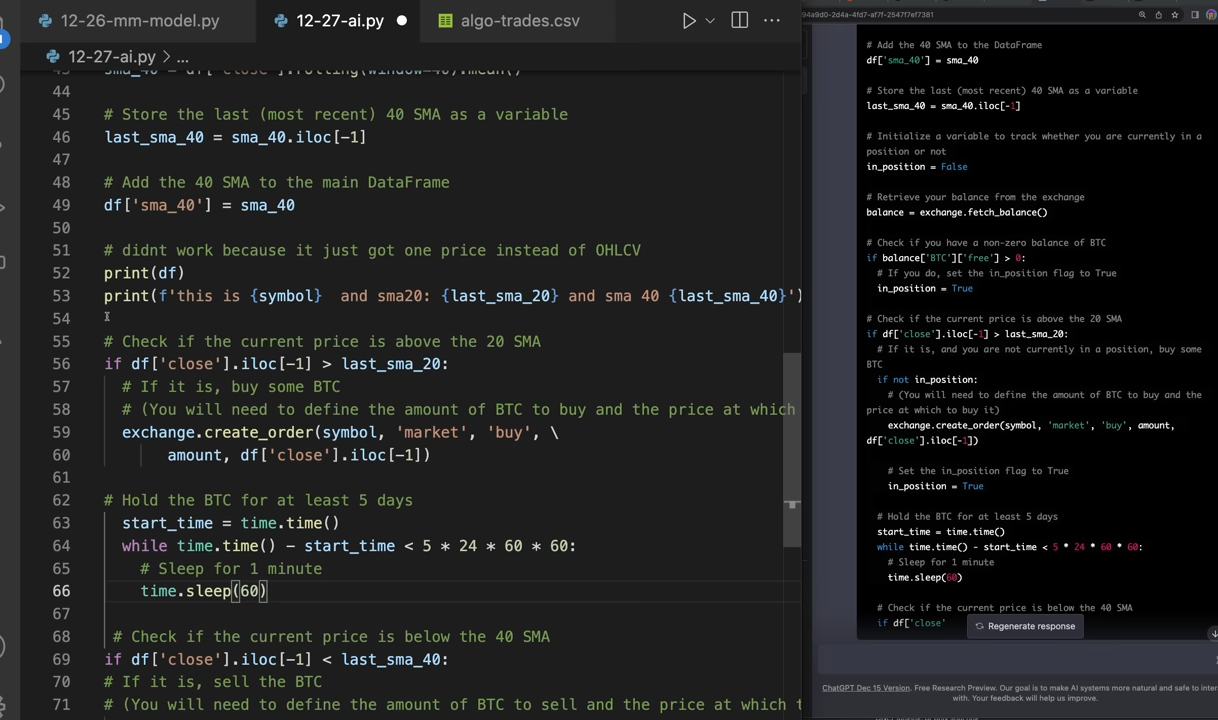 12-26-mm-model.py
12-27-ai.py
algo-trades.csv
12-27-ai.py > ...
44
45 # Store the last (most recent) 40 SMA as a variable
46 last_sma_40 = sma_40.iloc[-1]
47
48 # Add the 40 SMA to the main DataFrame
49 df['sma_40'] = sma_40
50
51 # didnt work because it just got one price instead of OHLCV
52 print(df)
53 print(f'this is {symbol}  and sma20: {last_sma_20} and sma 40 {last_sma_40}')
54
55 # Check if the current price is above the 20 SMA
56 if df['close'].iloc[-1] > last_sma_20:
57 # If it is, buy some BTC
58 # (You will need to define the amount of BTC to buy and the price at which
59 exchange.create_order(symbol, 'market', 'buy', \
60 amount, df['close'].iloc[-1])
61
62 # Hold the BTC for at least 5 days
63 start_time = time.time()
64 while time.time() - start_time < 5 * 24 * 60 * 60:
65 # Sleep for 1 minute
66 time.sleep(60)
67
68 # Check if the current price is below the 40 SMA
69 if df['close'].iloc[-1] < last_sma_40:
70 # If it is, sell the BTC
71 # (You will need to define the amount of BTC to sell and the price at which t
94a9d0-2d4a-4fd7-af7f-2547f7ef7381
# Add the 40 SMA to the DataFrame
df['sma_40'] = sma_40
# Store the last (most recent) 40 SMA as a variable
last_sma_40 = sma_40.iloc[-1]
# Initialize a variable to track whether you are currently in a
position or not
in_position = False
# Retrieve your balance from the exchange
balance = exchange.fetch_balance()
# Check if you have a non-zero balance of BTC
if balance['BTC']['free'] > 0:
# If you do, set the in_position flag to True
in_position = True
# Check if the current price is above the 20 SMA
if df['close'].iloc[-1] > last_sma_20:
# If it is, and you are not currently in a position, buy some
BTC
if not in_position:
# (You will need to define the amount of BTC to buy and the
price at which to buy it)
exchange.create_order(symbol, 'market', 'buy', amount,
df['close'].iloc[-1])
# Set the in_position flag to True
in_position = True
# Hold the BTC for at least 5 days
start_time = time.time()
while time.time() - start_time < 5 * 24 * 60 * 60:
# Sleep for 1 minute
time.sleep(60)
# Check if the current price is below the 40 SMA
if df['close'
Regenerate response
ChatGPT Dec 15 Version. Free Research Preview. Our goal is to make AI systems more natural and safe to inter
with. Your feedback will help us improve.